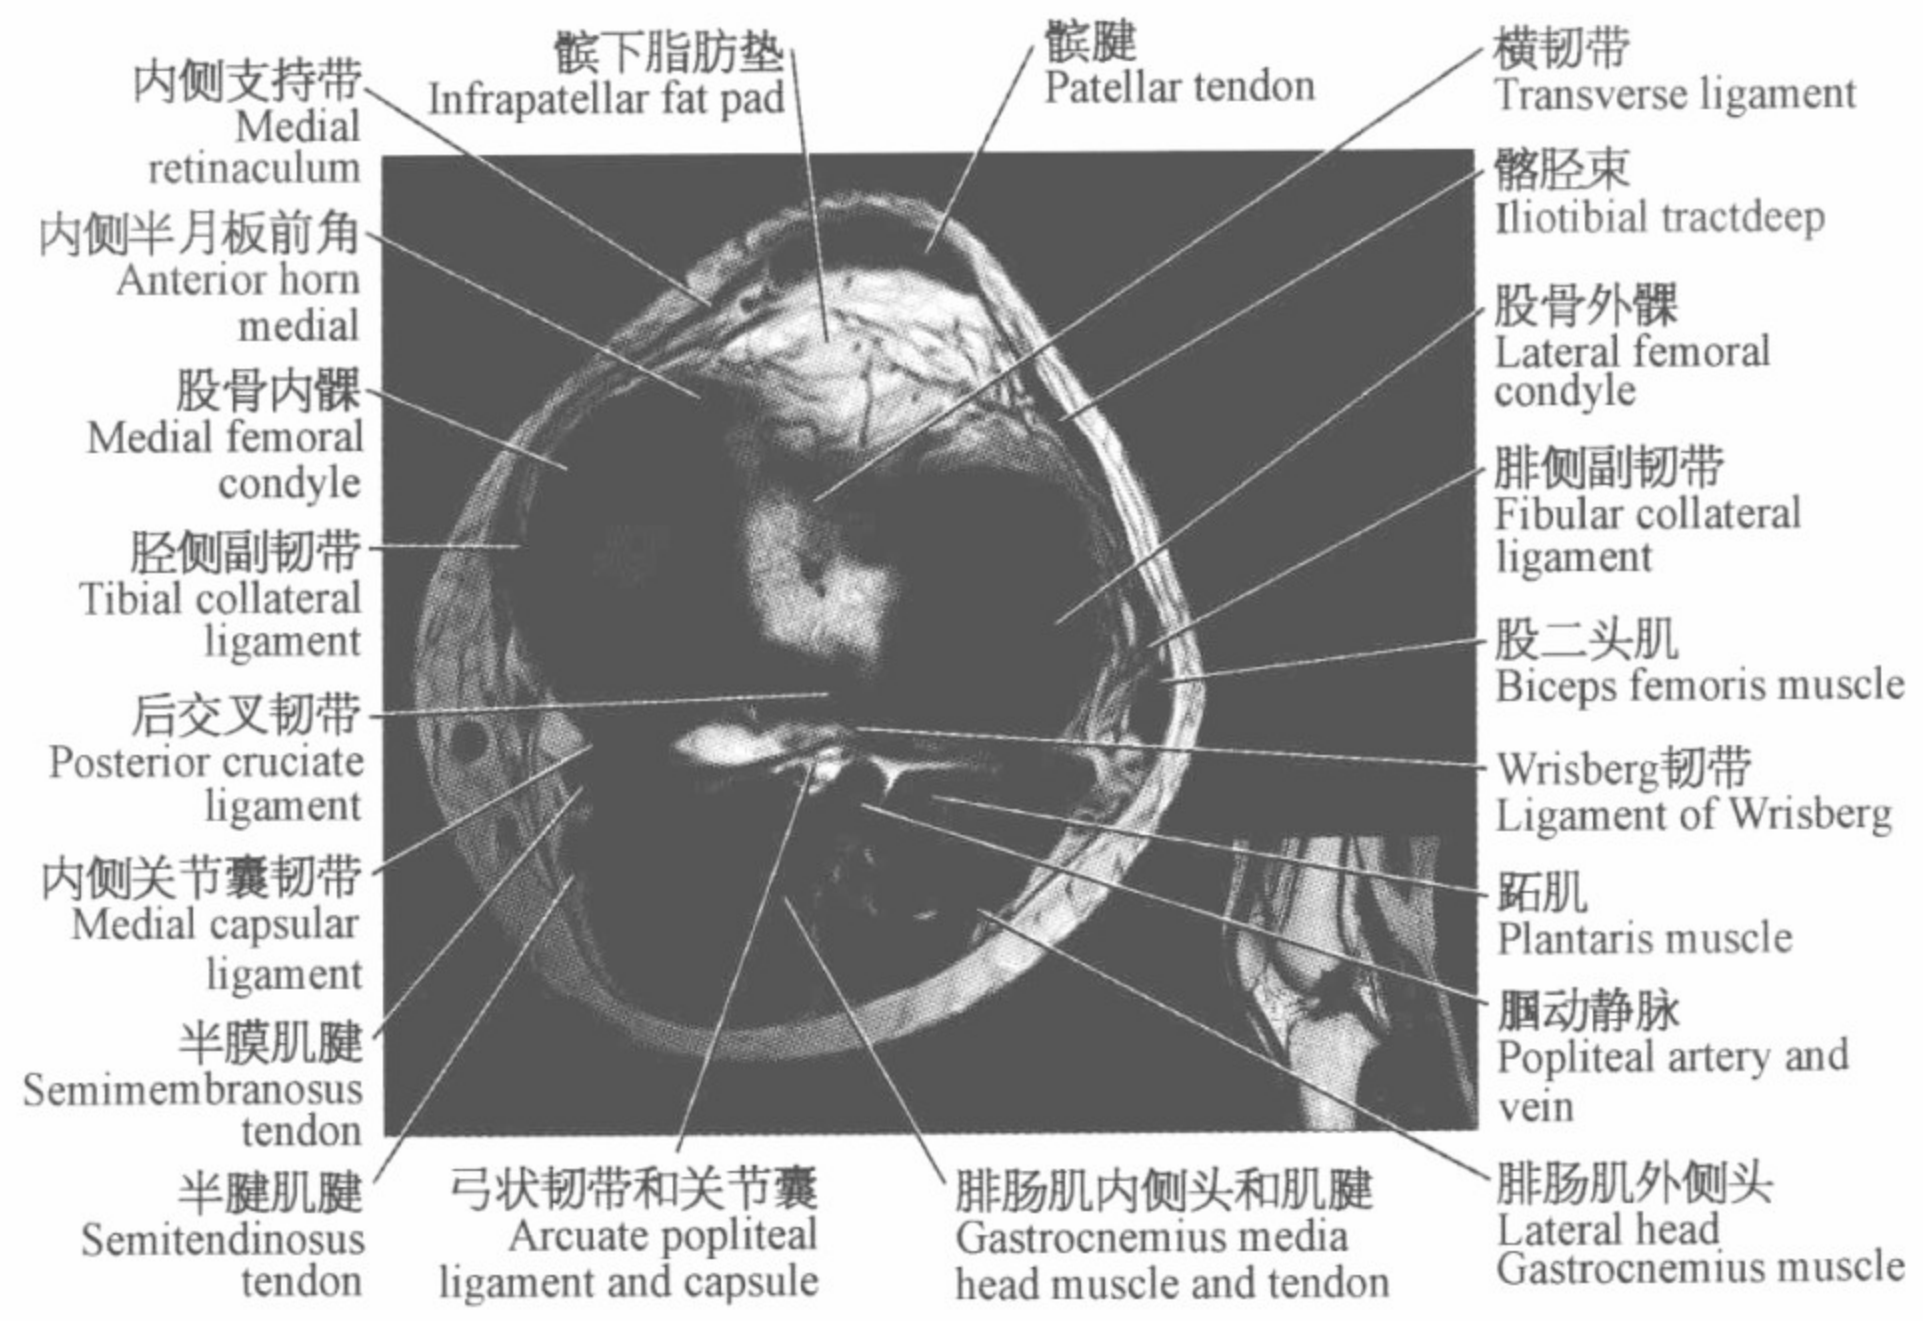 髌下脂肪垫
Infrapatellar fat pad
髌腱
Patellar tendon
内侧支持带
Medial
retinaculum
内侧半月板前角
Anterior horn
medial
股骨内髁
Medial femoral
condyle
胫侧副韧带
Tibial collateral
ligament
后交叉韧带
Posterior cruciate
ligament
内侧关节囊韧带
Medial capsular
ligament
半膜肌腱
Semimembranosus
tendon
半腱肌腱
Semitendinosus
tendon
弓状韧带和关节囊
Arcuate popliteal
ligament and capsule
腓肠肌内侧头和肌腱
Gastrocnemius media
head muscle and tendon
横韧带
Transverse ligament
髂胫束
Iliotibial tractdeep
股骨外髁
Lateral femoral
condyle
腓侧副韧带
Fibular collateral
ligament
股二头肌
Biceps femoris muscle
Wrisberg韧带
Ligament of Wrisberg
跖肌
Plantaris muscle
腘动静脉
Popliteal artery and
vein
腓肠肌外侧头
Lateral head
Gastrocnemius muscle